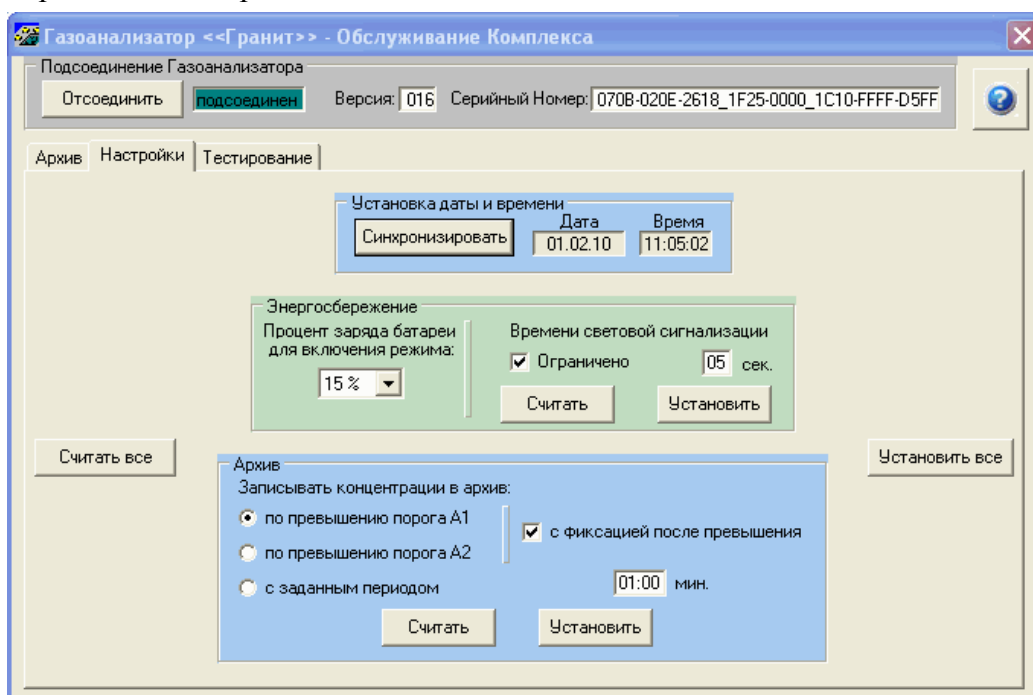 Газоанализатор <<Гранит>> - Обслуживание Комплекса
Подсоединение Газоанализатора
Отсоединить подсоединен Версия: 016 Серийный Номер: 070B-020E-2618_1F25-0000_1C10-FFFF-D5FF
Архив Настройки Тестирование
Установка даты и времени
Дата Время
Синхронизировать 01.02.10 11:05:02
Энергосбережение
Процент заряда батареи Времени световой сигнализации
для включения режима:
Ограничено 05 сек.
15 %
Считать Установить
Считать все Установить все
Архив
Записывать концентрации в архив:
по превышению порога А1
с фиксацией после превышения
по превышению порога А2
с заданным периодом 01:00 мин.
Считать Установить